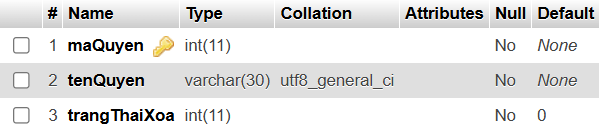 # Name Type Collation Attributes Null Default
1 maQuyen int(11) No None
2 tenQuyen varchar(30) utf8_general_ci No None
3 trangThaiXoa int(11) No 0